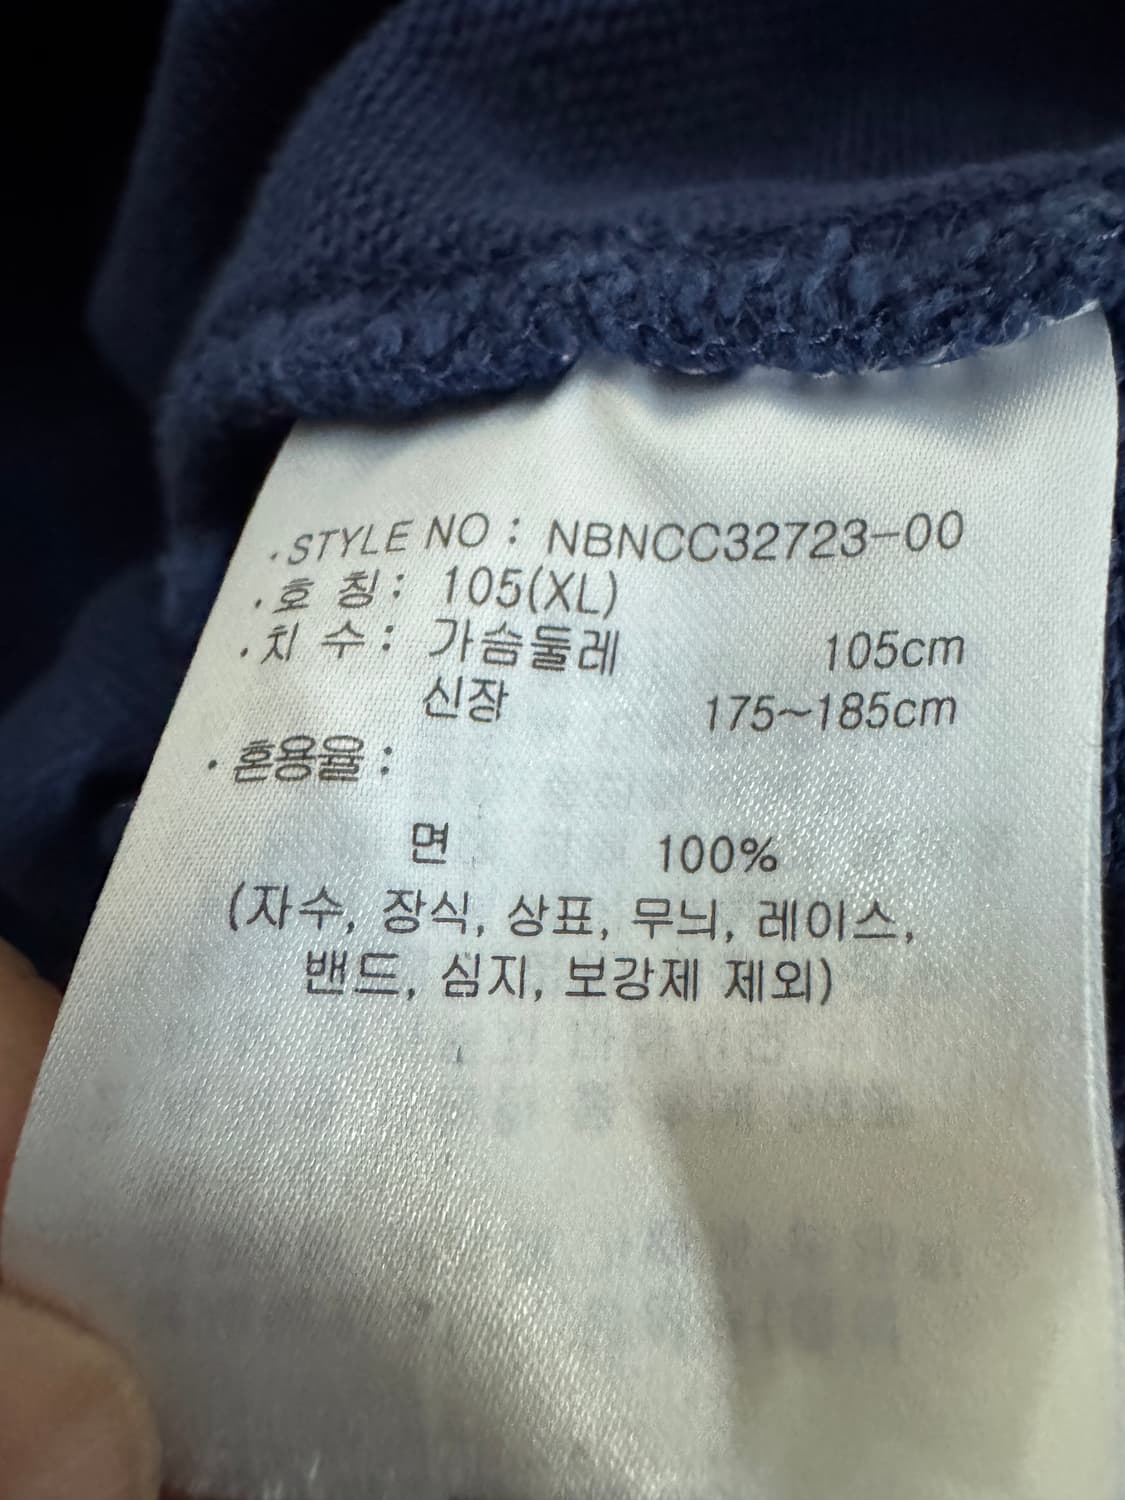 ·STYLE NO : NBNCC32723-00
·호 칭 : 105(XL)
·치 수 : 가슴둘레 105cm
신장 175~185cm
·혼용율 :
면 100%
(자수, 장식, 상표, 무늬, 레이스,
밴드, 심지, 보강제 제외)